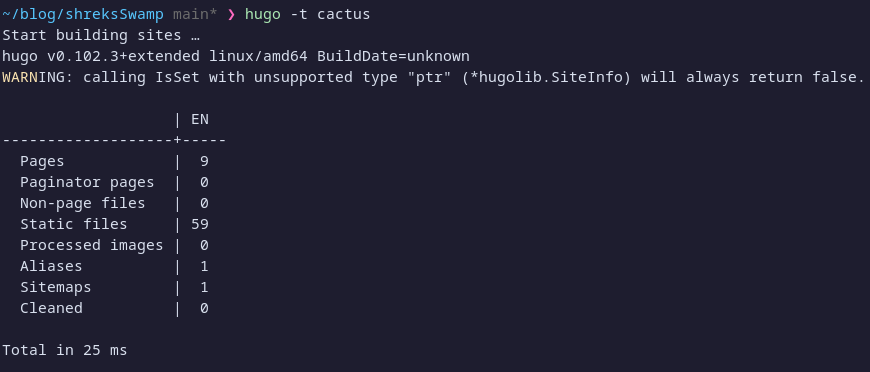 ~/blog/shreksSwamp main* ❯ hugo -t cactus
Start building sites …
hugo v0.102.3+extended linux/amd64 BuildDate=unknown
WARNING: calling IsSet with unsupported type "ptr" (*hugolib.SiteInfo) will always return false.

                   | EN
-------------------+-----
  Pages            |  9
  Paginator pages  |  0
  Non-page files   |  0
  Static files     | 59
  Processed images |  0
  Aliases          |  1
  Sitemaps         |  1
  Cleaned          |  0

Total in 25 ms